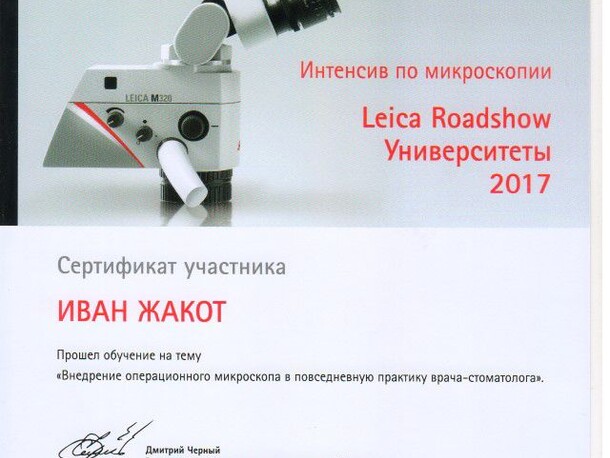 LEICA M320
Интенсив по микроскопии
Leica Roadshow
Университеты
2017
Сертификат участника
ИВАН ЖАКОТ
Прошел обучение на тему
«Внедрение операционного микроскопа в повседневную практику врача-стоматолога».
Дмитрий Черный